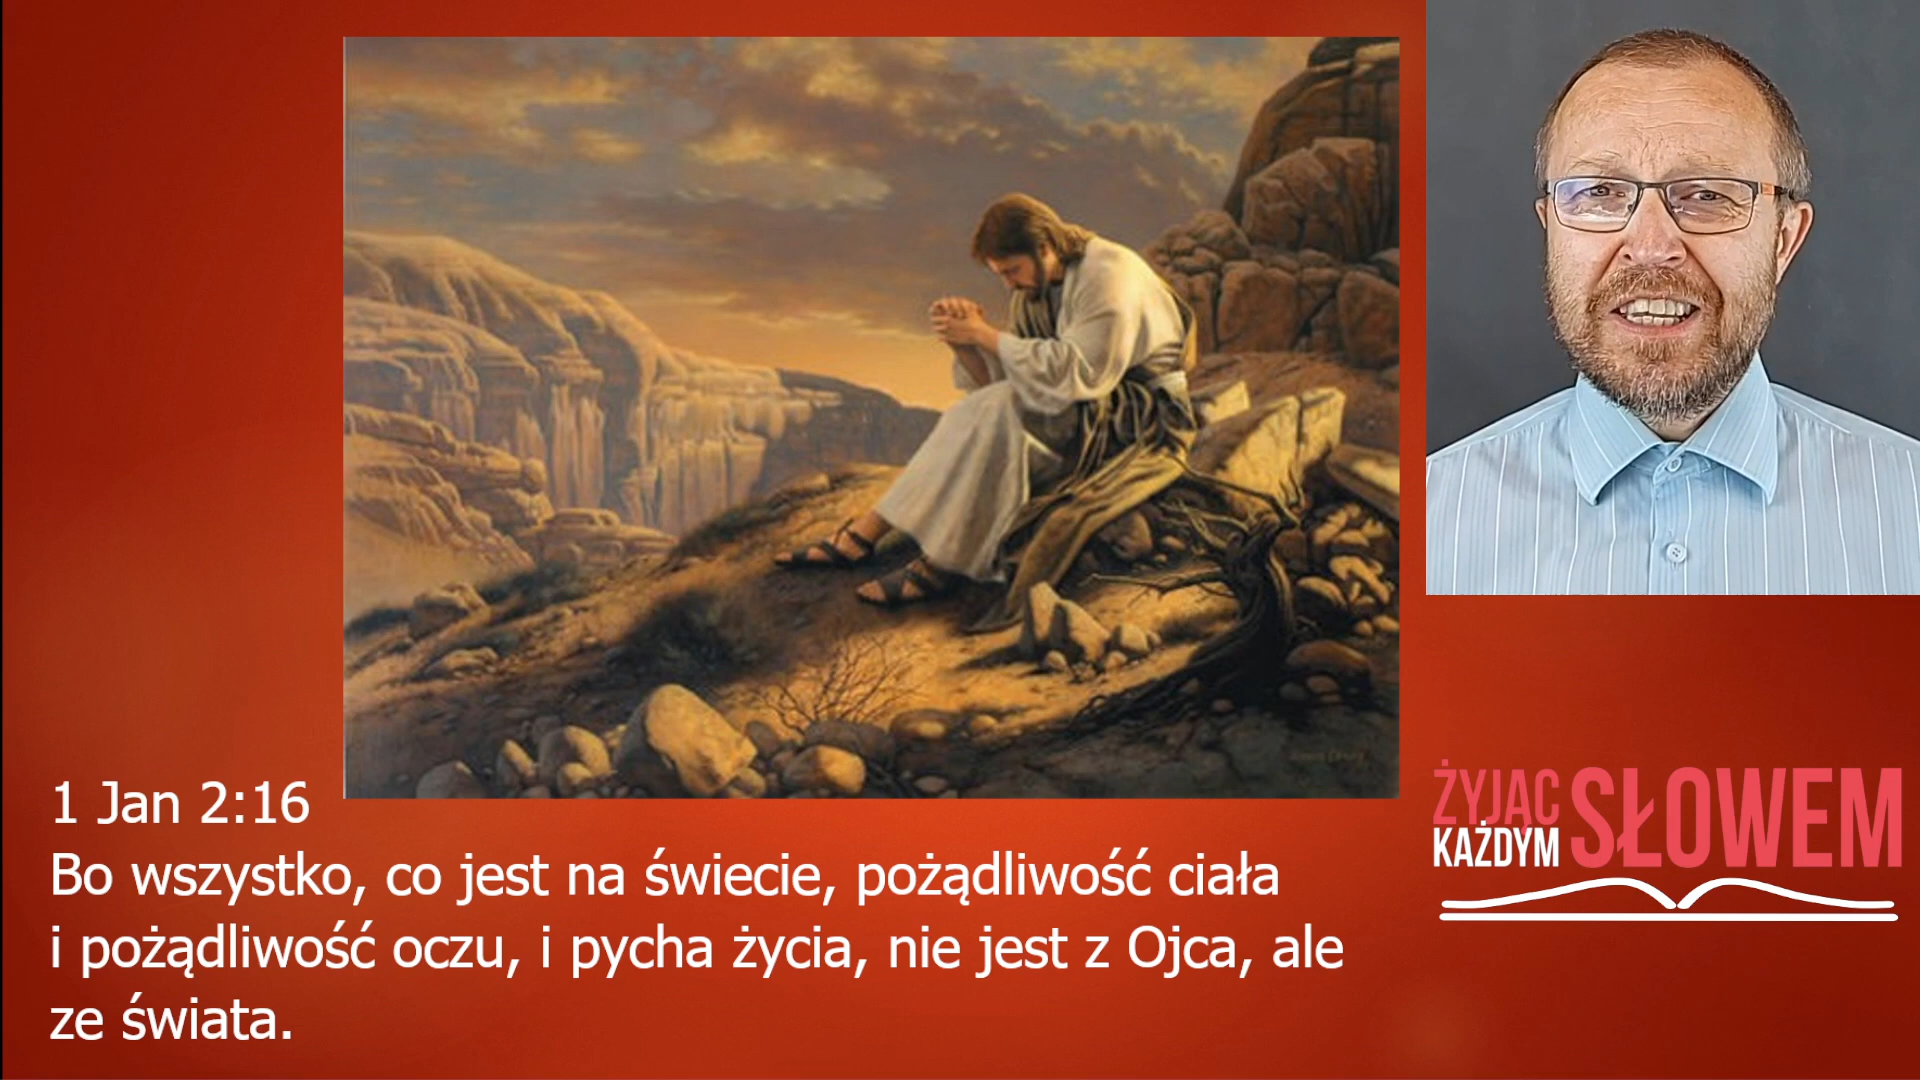 1 Jan 2:16
Bo wszystko, co jest na świecie, pożądliwość ciała
i pożądliwość oczu, i pycha życia, nie jest z Ojca, ale
ze świata.
ŻYJĄC
KAŻDYM
SŁOWEM